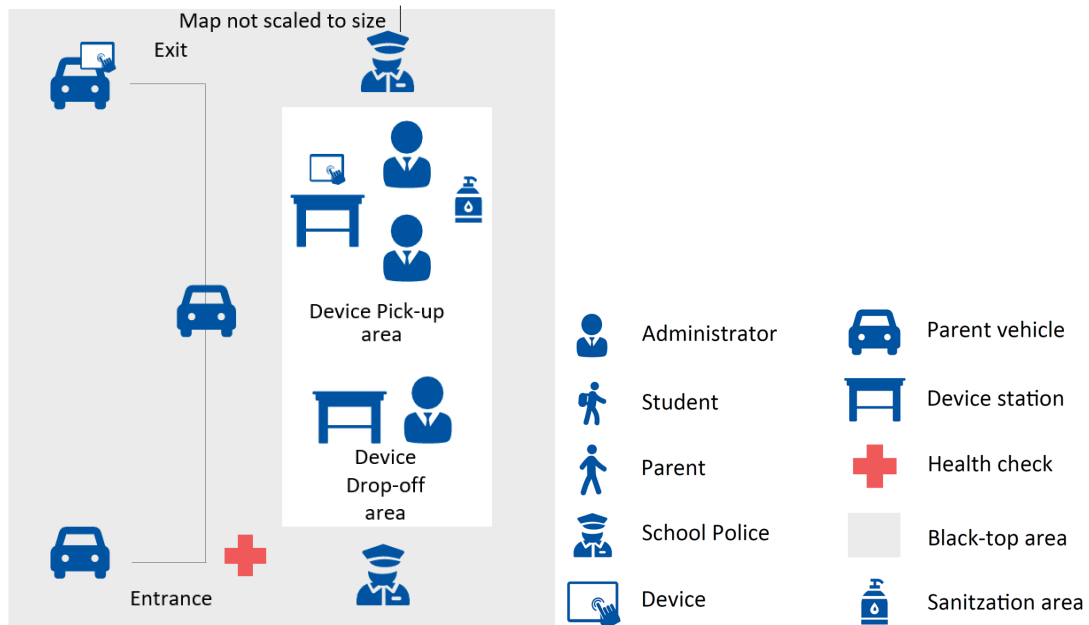 Map not scaled to size
Exit
Device Pick-up
area
Device
Drop-off
area
Entrance
Administrator
Student
Parent
School Police
Device
Parent vehicle
Device station
Health check
Black-top area
Sanitzation area